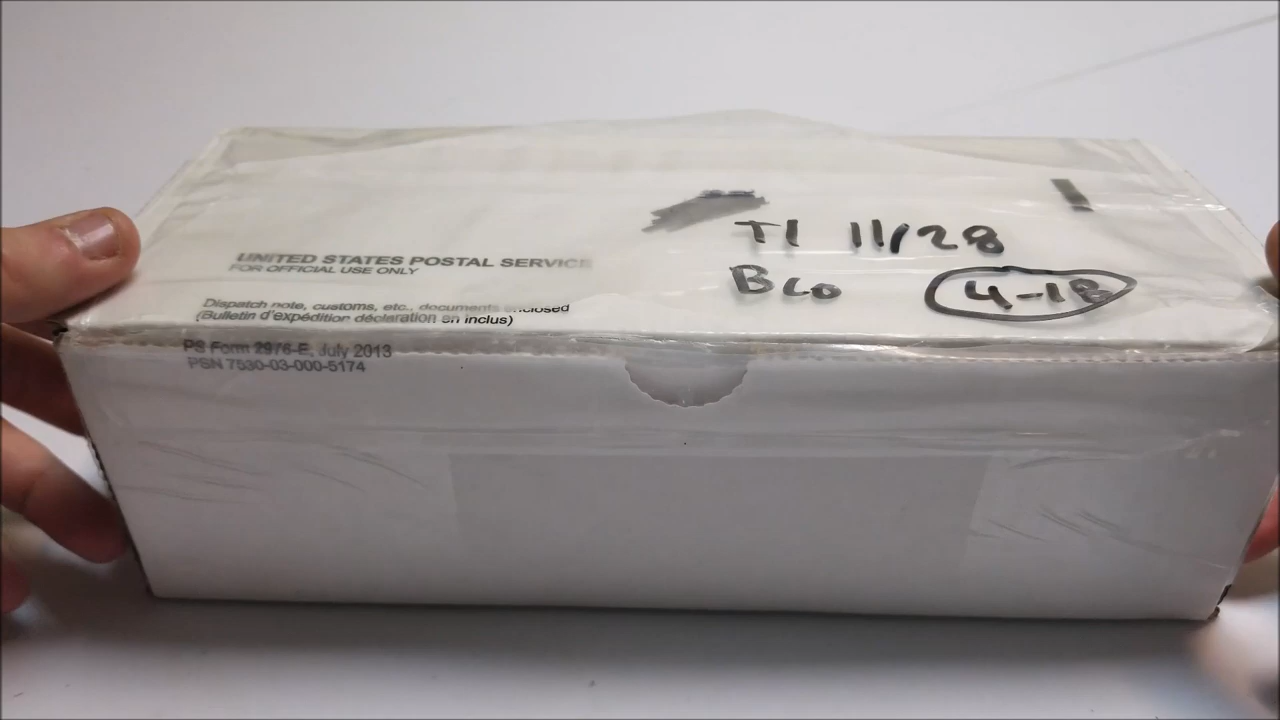 UNITED STATES POSTAL SERVICE
FOR OFFICIAL USE ONLY
Dispatch note, customs, etc., documents enclosed
(Bulletin d'expédition déclaration en inclus)
PS Form 2976-E, July 2013
PSN 7530-03-000-5174
TI 11/28
BCO 4-18